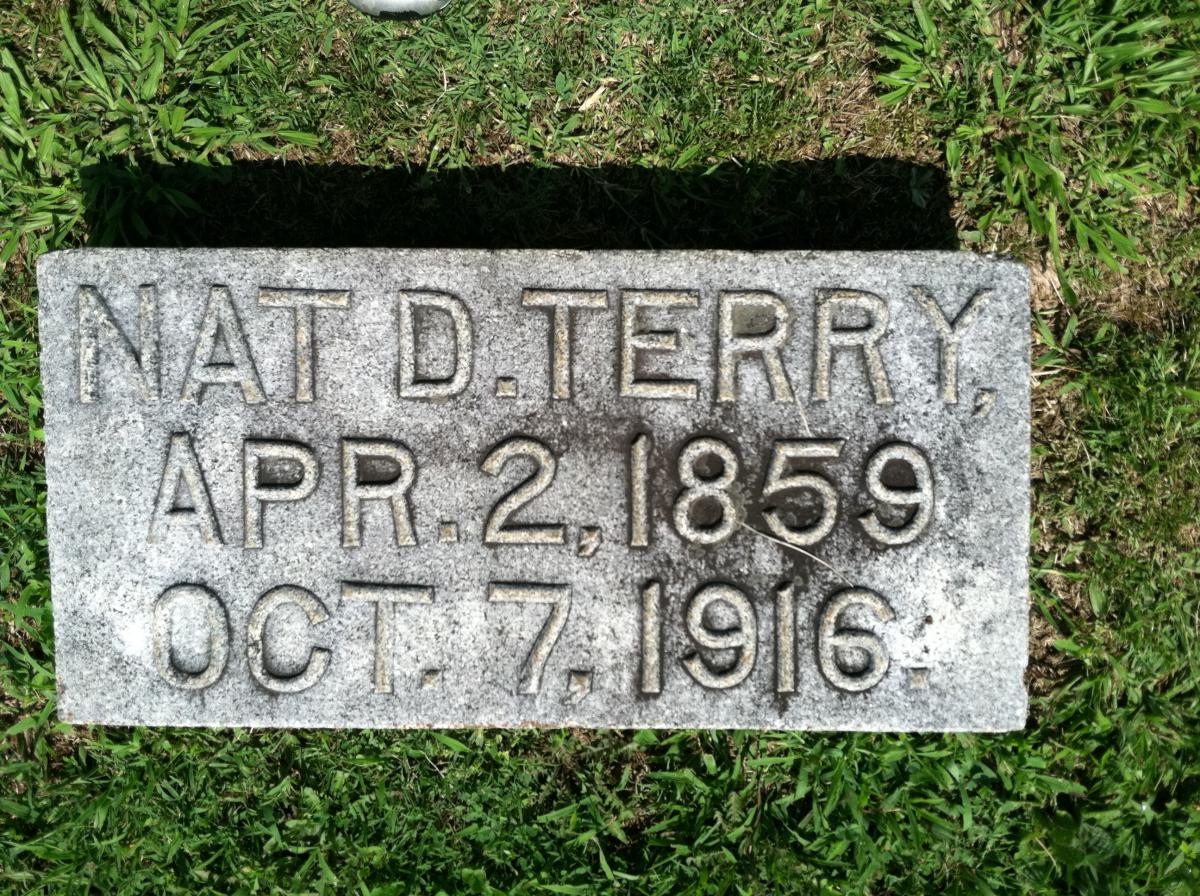 NAT D. TERRY,
APR. 2, 1859
OCT. 7, 1916.